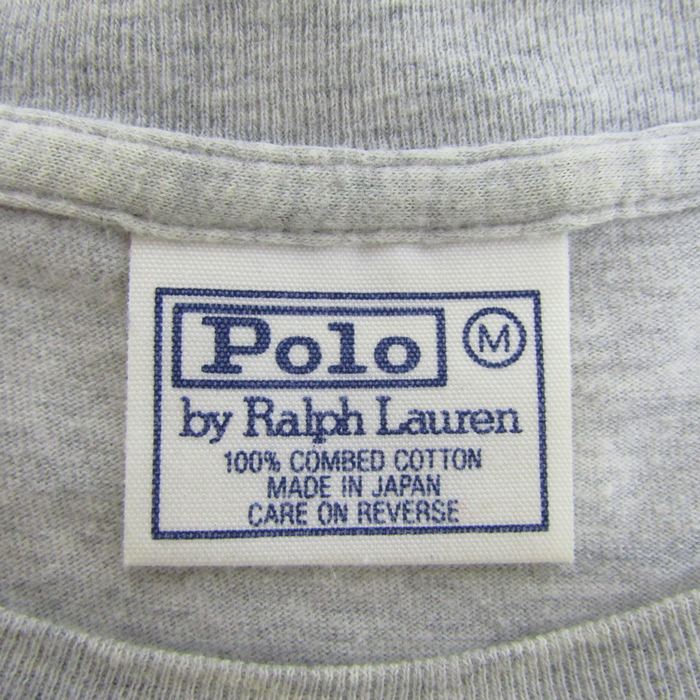 Polo M
by Ralph Lauren
100% COMBED COTTON
MADE IN JAPAN
CARE ON REVERSE